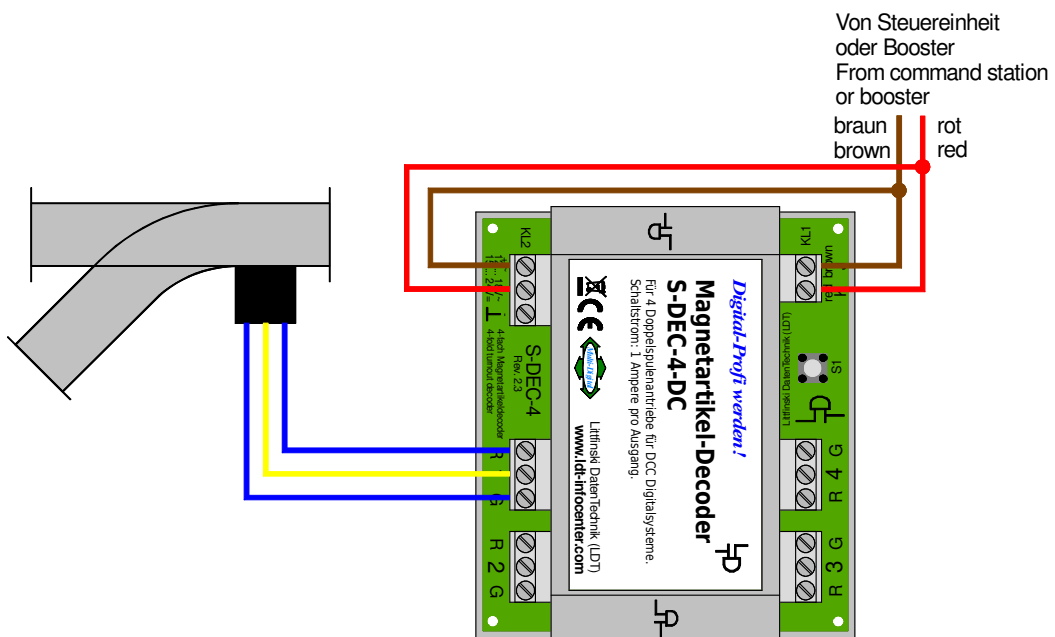 Von Steuereinheit
oder Booster
From command station
or booster
braun
brown
rot
red
KL2
KL1
red brown
S-DEC-4
Rev. 2.3
4-fach Magnetartikeldecoder
4-fold turnout decoder
Digital-Profi werden!
Magnetartikel-Decoder
S-DEC-4-DC
Für 4 Doppelspulenantriebe für DCC Digitalsysteme.
Schaltstrom: 1 Ampere pro Ausgang.
CE
Multi-Digital
Littfinski DatenTechnik (LDT)
www.ldt-infocenter.com
S1
Littfinski DatenTechnik (LDT)
R
G
R 2 G
R 4 G
R 3 G